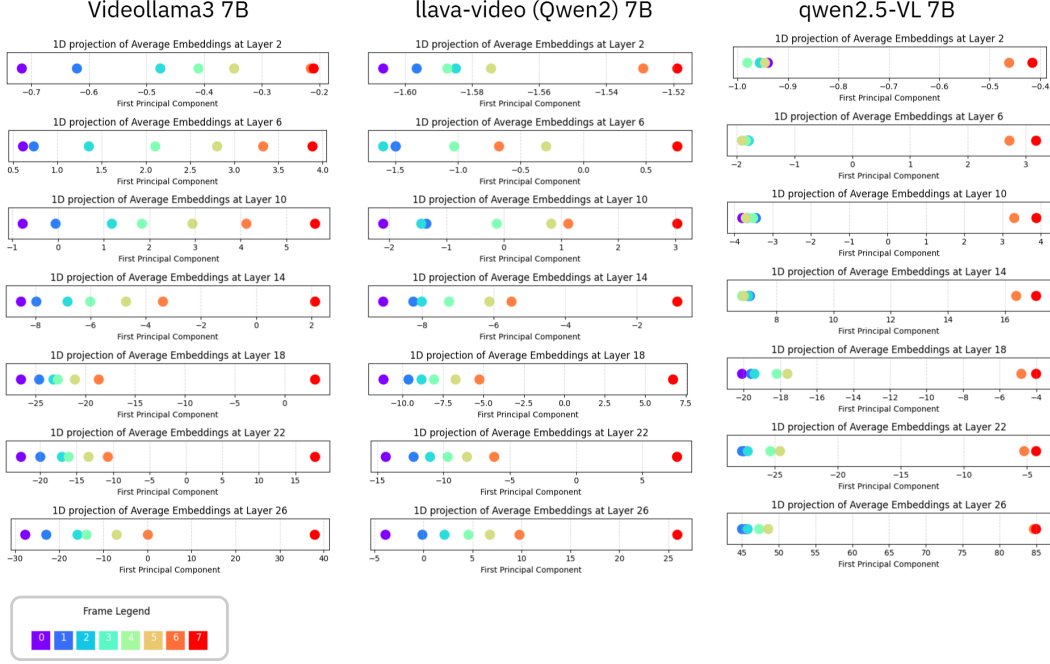 Videollama3 7B
1D projection of Average Embeddings at Layer 2
−0.7 −0.6 −0.5 −0.4 −0.3 −0.2
First Principal Component
1D projection of Average Embeddings at Layer 6
0.5 1.0 1.5 2.0 2.5 3.0 3.5 4.0
First Principal Component
1D projection of Average Embeddings at Layer 10
−1 0 1 2 3 4 5
First Principal Component
1D projection of Average Embeddings at Layer 14
−8 −6 −4 −2 0 2
First Principal Component
1D projection of Average Embeddings at Layer 18
−25 −20 −15 −10 −5 0
First Principal Component
1D projection of Average Embeddings at Layer 22
−20 −15 −10 −5 0 5 10 15
First Principal Component
1D projection of Average Embeddings at Layer 26
−30 −20 −10 0 10 20 30 40
First Principal Component
llava-video (Qwen2) 7B
1D projection of Average Embeddings at Layer 2
−1.60 −1.58 −1.56 −1.54 −1.52
First Principal Component
1D projection of Average Embeddings at Layer 6
−1.5 −1.0 −0.5 0.0 0.5
First Principal Component
1D projection of Average Embeddings at Layer 10
−2 −1 0 1 2 3
First Principal Component
1D projection of Average Embeddings at Layer 14
−8 −6 −4 −2
First Principal Component
1D projection of Average Embeddings at Layer 18
−10.0 −7.5 −5.0 −2.5 0.0 2.5 5.0 7.5
First Principal Component
1D projection of Average Embeddings at Layer 22
−15 −10 −5 0 5
First Principal Component
1D projection of Average Embeddings at Layer 26
−5 0 5 10 15 20 25
First Principal Component
qwen2.5-VL 7B
1D projection of Average Embeddings at Layer 2
−1.0 −0.9 −0.8 −0.7 −0.6 −0.5 −0.4
First Principal Component
1D projection of Average Embeddings at Layer 6
−2 −1 0 1 2 3
First Principal Component
1D projection of Average Embeddings at Layer 10
−4 −3 −2 −1 0 1 2 3 4
First Principal Component
1D projection of Average Embeddings at Layer 14
8 10 12 14 16
First Principal Component
1D projection of Average Embeddings at Layer 18
−20 −18 −16 −14 −12 −10 −8 −6 −4
First Principal Component
1D projection of Average Embeddings at Layer 22
−25 −20 −15 −10 −5
First Principal Component
1D projection of Average Embeddings at Layer 26
45 50 55 60 65 70 75 80 85
First Principal Component
Frame Legend
0 1 2 3 4 5 6 7